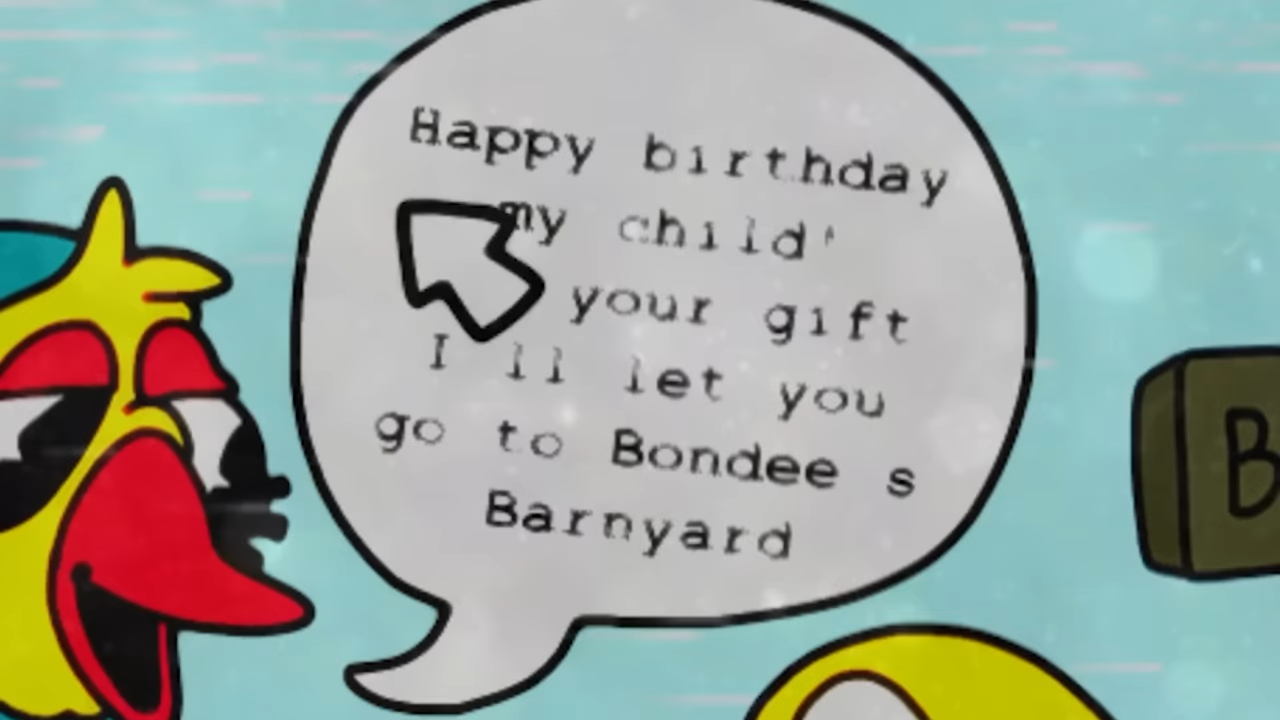 Happy birthday
my child'
your gift
I ll let you
go to Bondee s
Barnyard
B